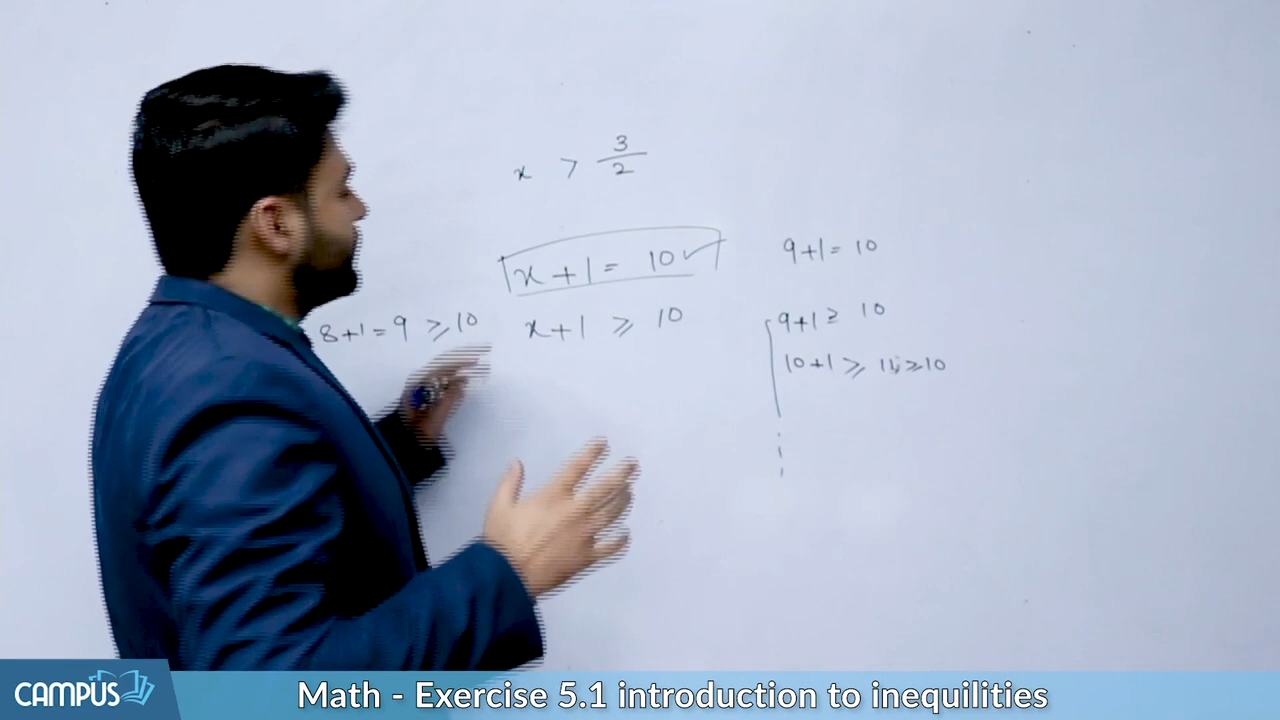 x > 3/2
x + 1 = 10 ✓
9+1 = 10
8+1 = 9 ⩾ 10
x+1 ⩾ 10
9+1 ≥ 10
10+1 ⩾ 11; ⩾10
CAMPUS
Math - Exercise 5.1 introduction to inequilities